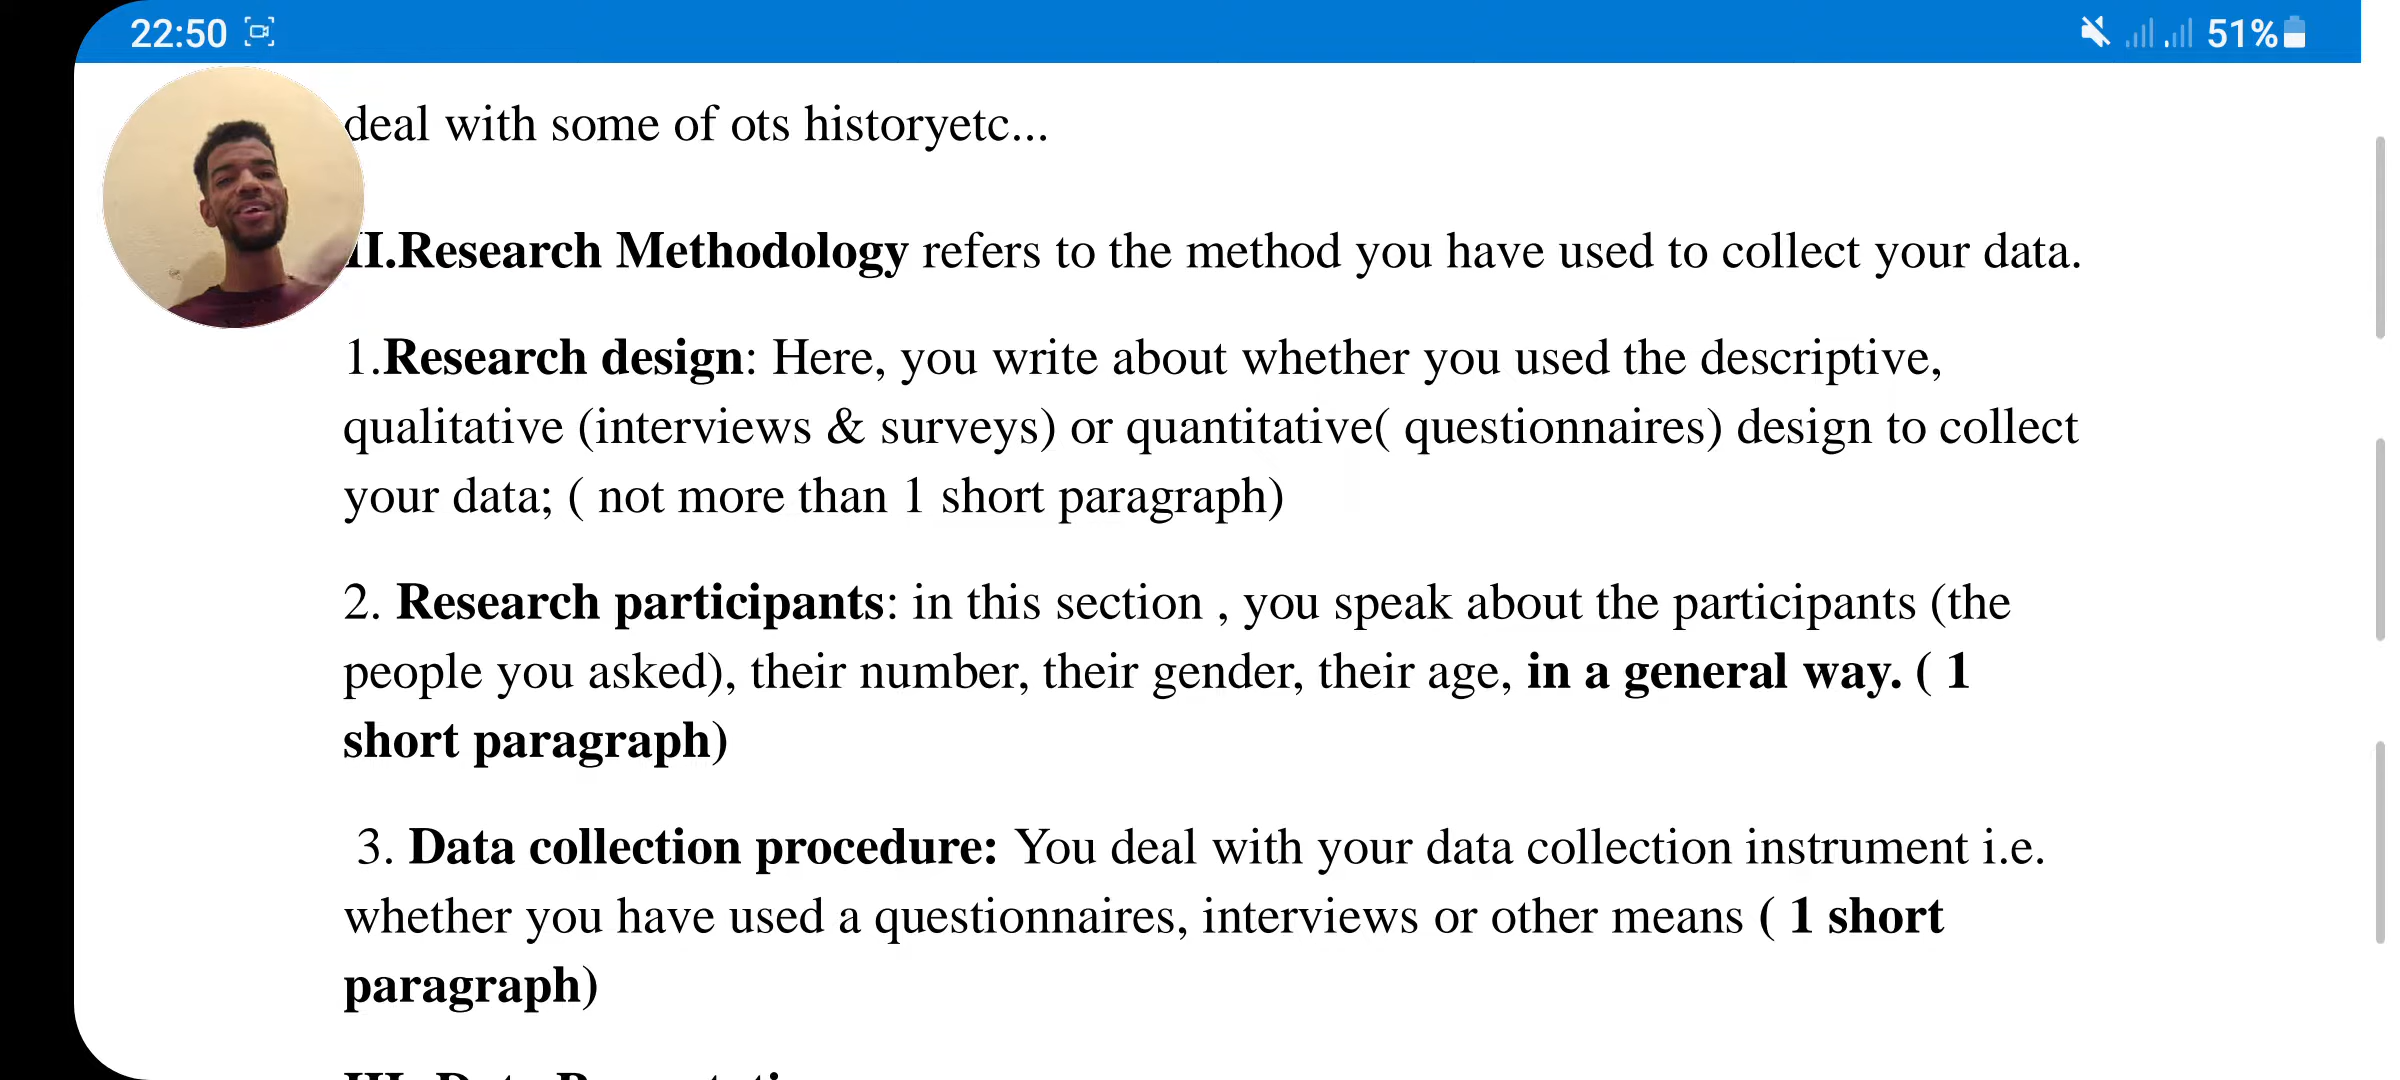 22:50 51%
deal with some of ots historyetc...
II.Research Methodology refers to the method you have used to collect your data.
1.Research design: Here, you write about whether you used the descriptive,
qualitative (interviews & surveys) or quantitative( questionnaires) design to collect
your data; ( not more than 1 short paragraph)
2. Research participants: in this section , you speak about the participants (the
people you asked), their number, their gender, their age, in a general way. ( 1
short paragraph)
3. Data collection procedure: You deal with your data collection instrument i.e.
whether you have used a questionnaires, interviews or other means ( 1 short
paragraph)